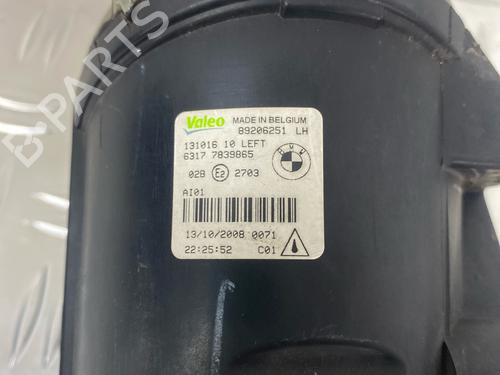 B-PARTS
Valeo
MADE IN BELGIUM
89206251 LH
131016 10 LEFT
6317 7839865
028 E2 2703
AI01
13/10/2008 0071
22:25:52 C01